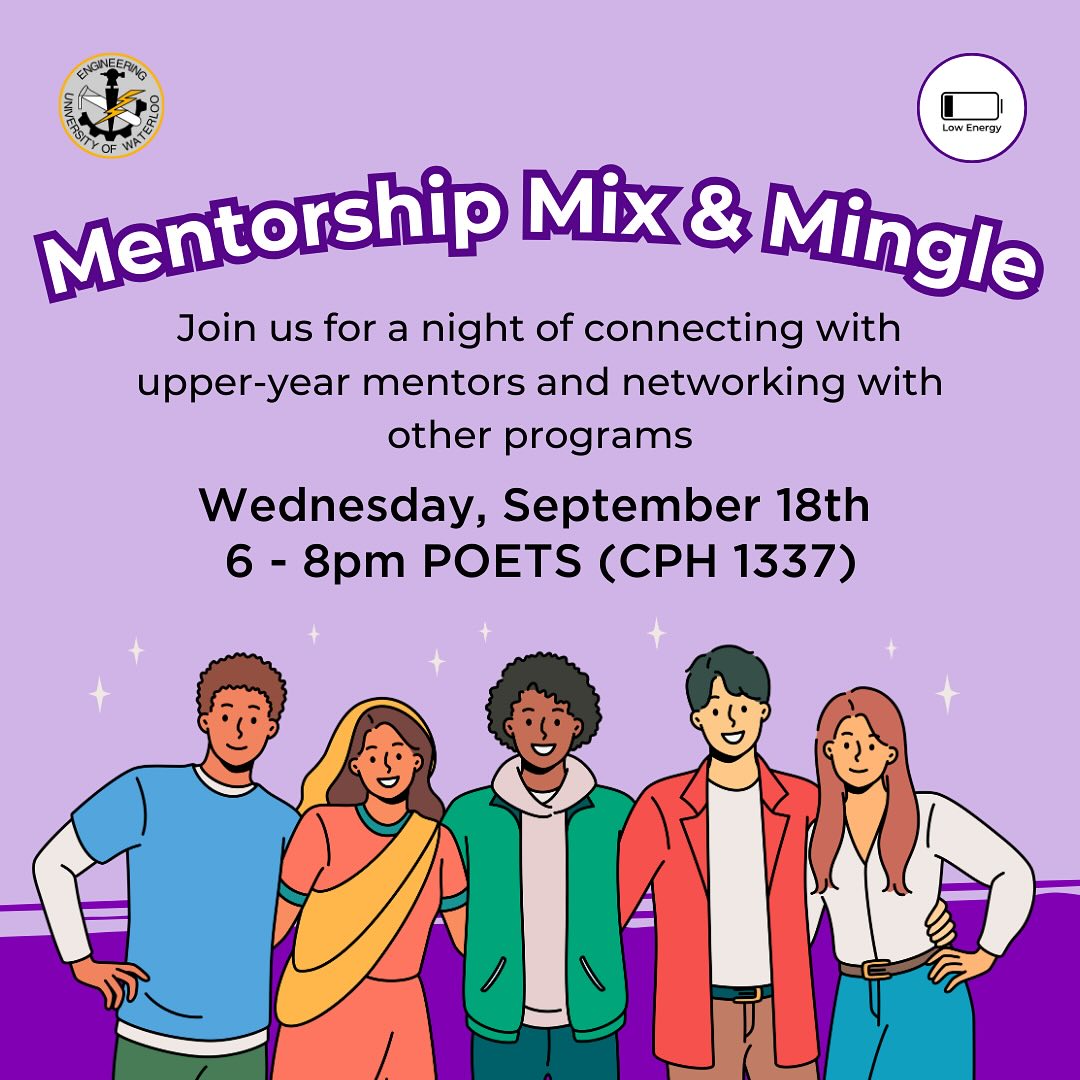 ENGINEERING
UNIVERSITY OF WATERLOO
Low Energy
Mentorship Mix & Mingle
Join us for a night of connecting with
upper-year mentors and networking with
other programs
Wednesday, September 18th
6 - 8pm POETS (CPH 1337)